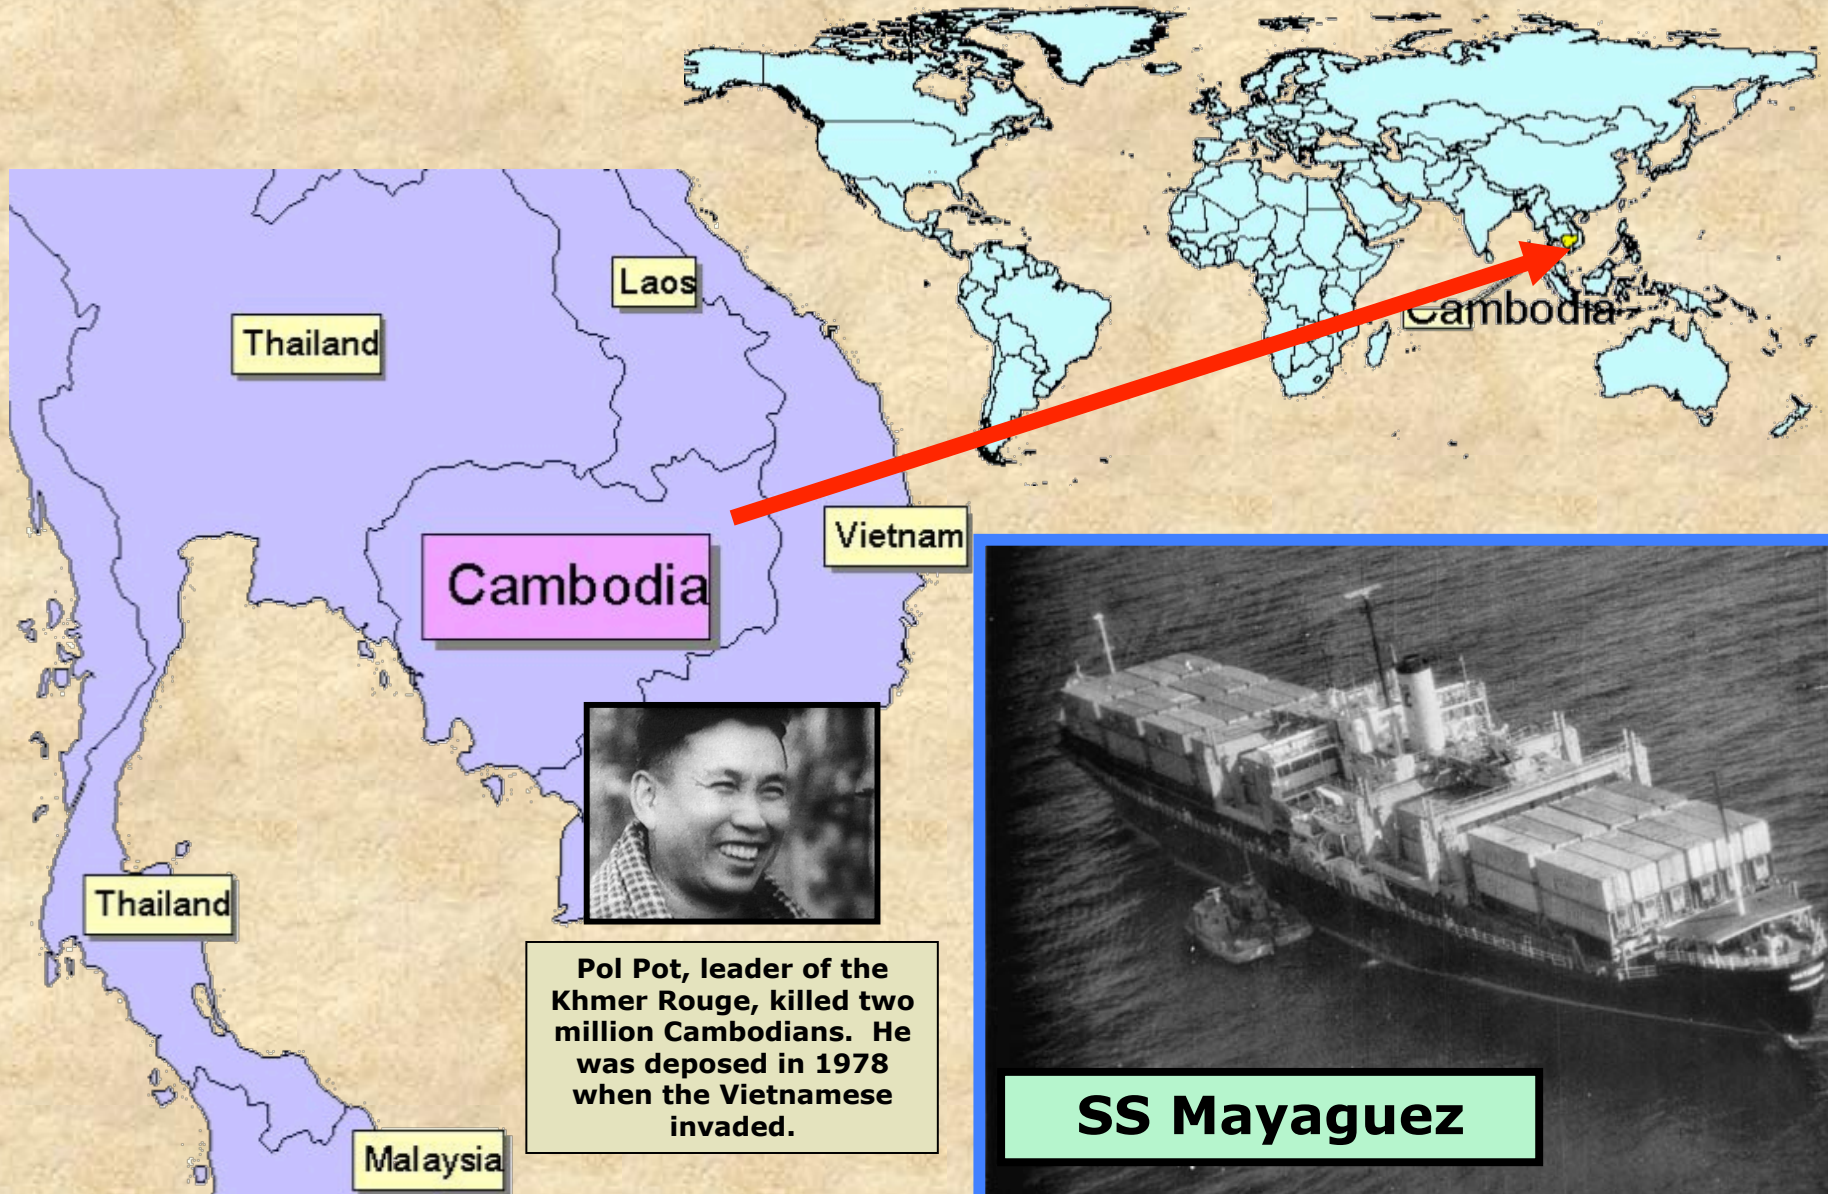 Cambodia
Laos
Thailand
Vietnam
Cambodia
Thailand
Pol Pot, leader of the
Khmer Rouge, killed two
million Cambodians.  He
was deposed in 1978
when the Vietnamese
invaded.
SS Mayaguez
Malaysia